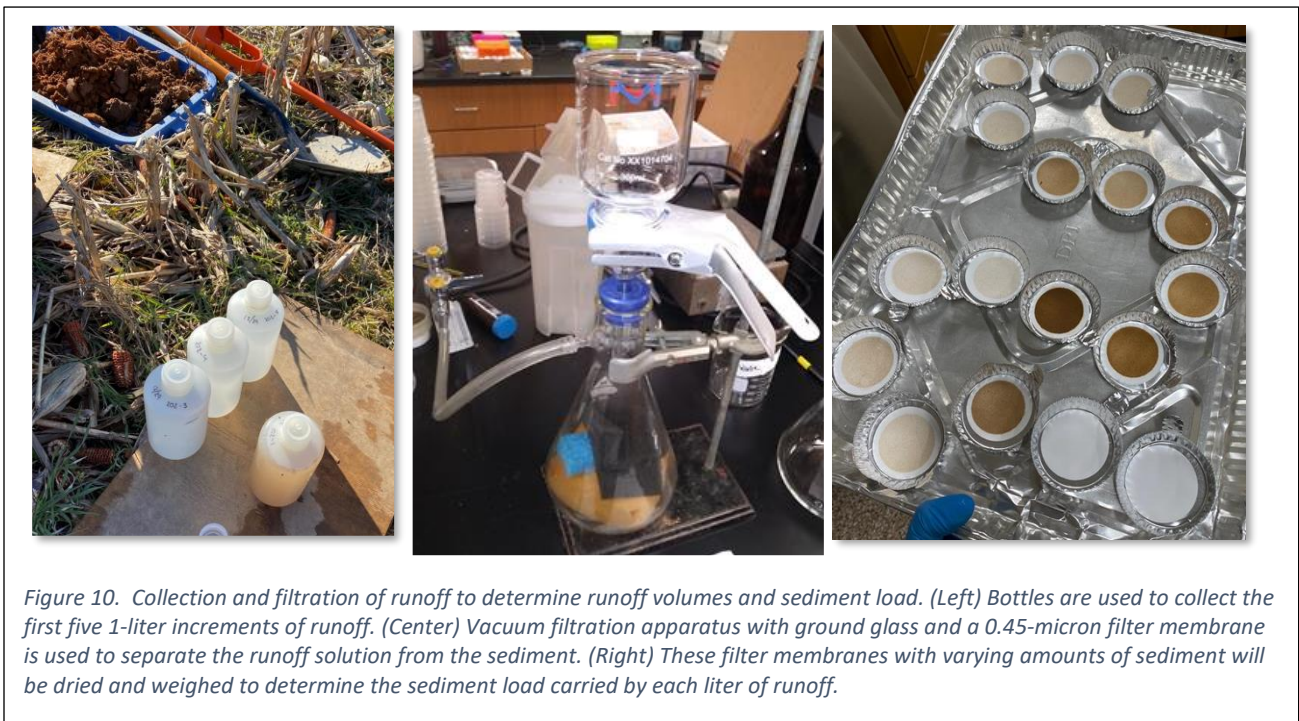 202-3
Cat No XX1014704
Figure 10. Collection and filtration of runoff to determine runoff volumes and sediment load. (Left) Bottles are used to collect the
first five 1-liter increments of runoff. (Center) Vacuum filtration apparatus with ground glass and a 0.45-micron filter membrane
is used to separate the runoff solution from the sediment. (Right) These filter membranes with varying amounts of sediment will
be dried and weighed to determine the sediment load carried by each liter of runoff.